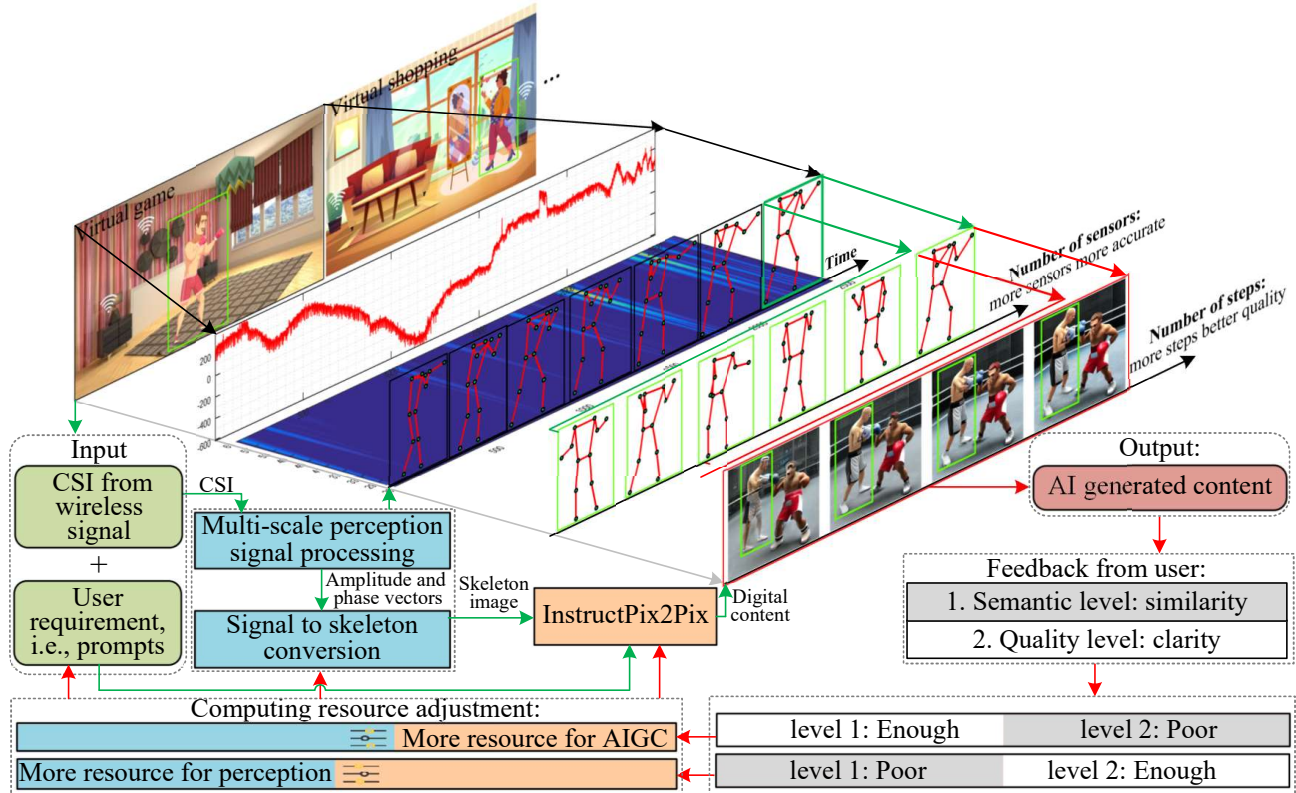 Virtual shopping
...
Virtual game
Time
Number of sensors:
more sensors more accurate
Number of steps:
more steps better quality
200
0
-200
-400
-600
Input
CSI from
wireless
signal
+
User
requirement,
i.e., prompts
CSI
Multi-scale perception
signal processing
Amplitude and
phase vectors
Signal to skeleton
conversion
Skeleton
image
InstructPix2Pix
Digital
content
Output:
AI generated content
Feedback from user:
1. Semantic level: similarity
2. Quality level: clarity
Computing resource adjustment:
More resource for AIGC
level 1: Enough
level 2: Poor
More resource for perception
level 1: Poor
level 2: Enough